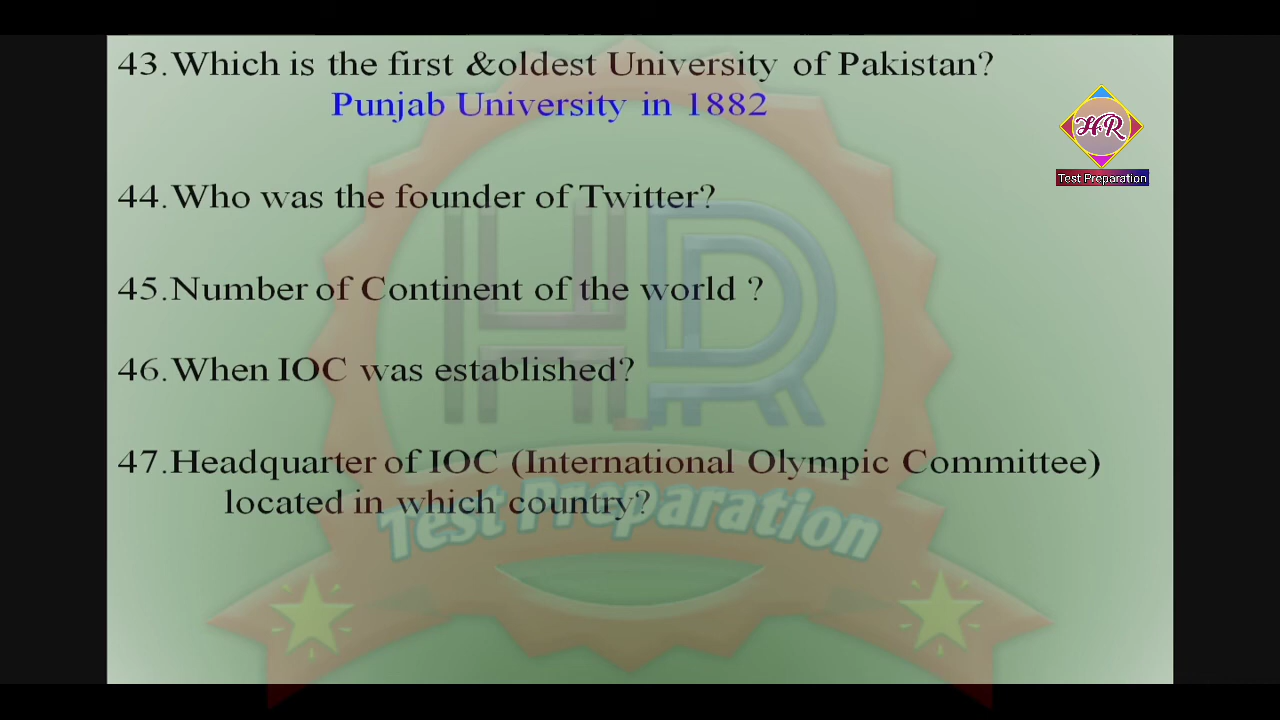 43.Which is the first &oldest University of Pakistan?
Punjab University in 1882
HR
Test Preparation
44.Who was the founder of Twitter?
45.Number of Continent of the world ?
46.When IOC was established?
47.Headquarter of IOC (International Olympic Committee)
located in which country?
HR
Test Preparation